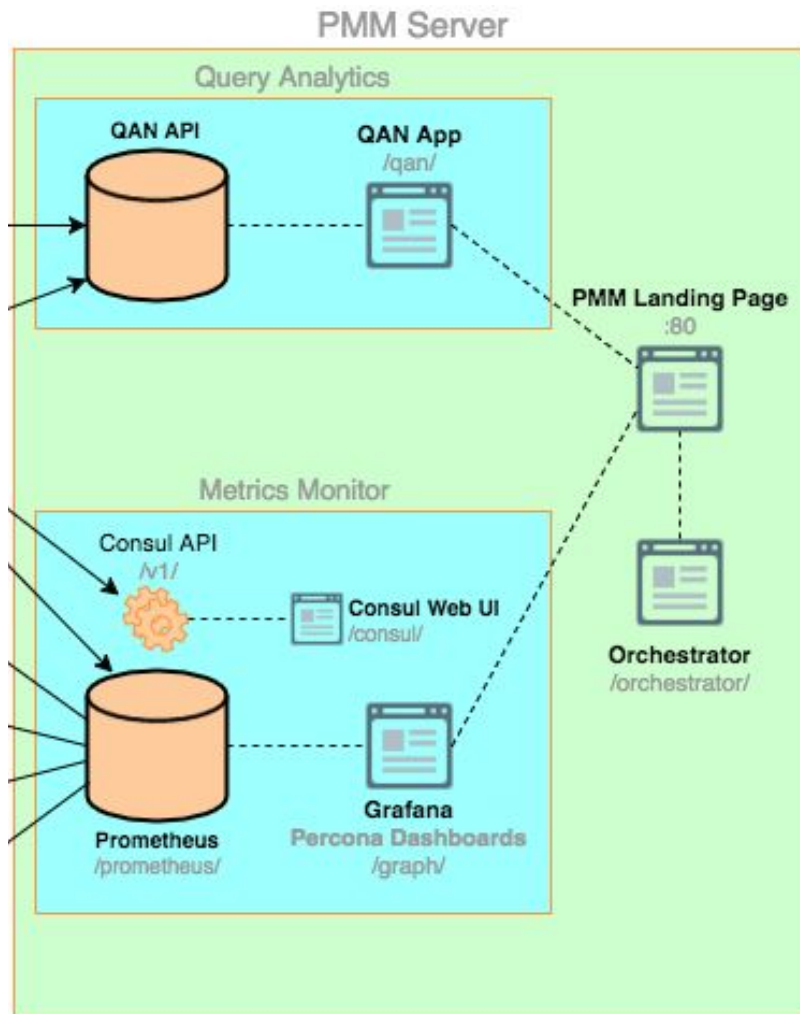 PMM Server
Query Analytics
QAN API
QAN App
/qan/
PMM Landing Page
:80
Metrics Monitor
Consul API
/v1/
Consul Web UI
/consul/
Orchestrator
/orchestrator/
Prometheus
/prometheus/
Grafana
Percona Dashboards
/graph/